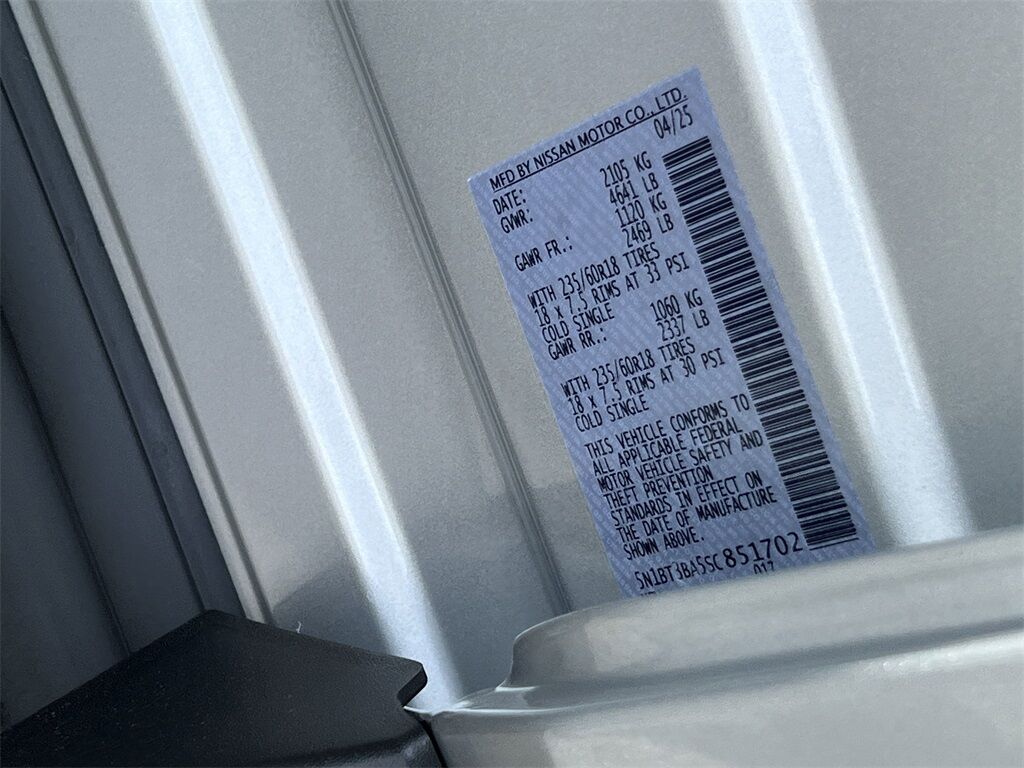 MFD BY NISSAN MOTOR CO., LTD.
DATE: 04/25
GVWR: 2105 KG
4641 LB
GAWR FR.: 1120 KG
2469 LB
WITH 235/60R18 TIRES
18 X 7.5 RIMS AT 33 PSI
COLD SINGLE
GAWR RR.: 1060 KG
2337 LB
WITH 235/60R18 TIRES
18 X 7.5 RIMS AT 30 PSI
COLD SINGLE
THIS VEHICLE CONFORMS TO
ALL APPLICABLE FEDERAL
MOTOR VEHICLE SAFETY AND
THEFT PREVENTION
STANDARDS IN EFFECT ON
THE DATE OF MANUFACTURE
SHOWN ABOVE.
5N1BT3BA5SC851702